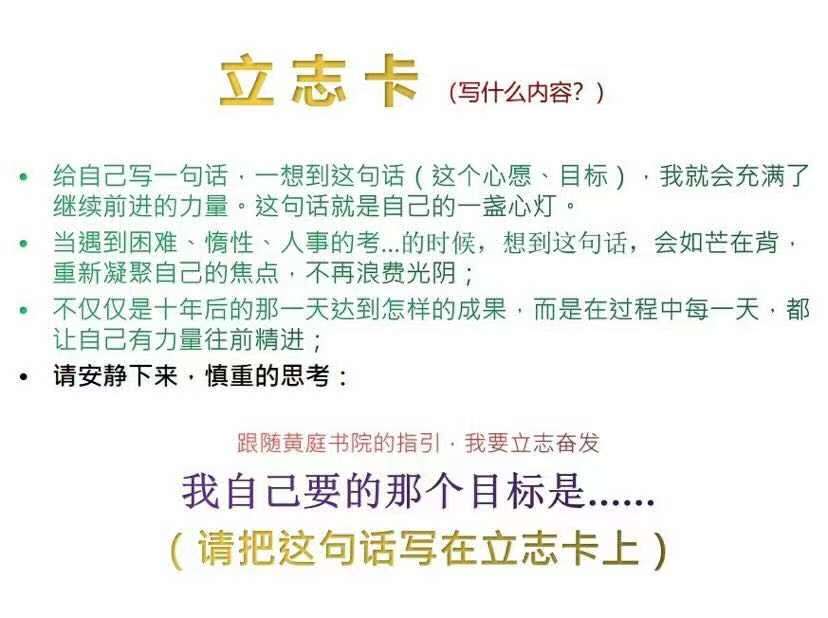 立志卡 (写什么内容？)
• 给自己写一句话，一想到这句话（这个心愿、目标），我就会充满了
继续前进的力量。这句话就是自己的一盏心灯。
• 当遇到困难、惰性、人事的考...的时候，想到这句话，会如芒在背，
重新凝聚自己的焦点，不再浪费光阴；
• 不仅仅是十年后的那一天达到怎样的成果，而是在过程中每一天，都
让自己有力量往前精进；
• 请安静下来，慎重的思考：
跟随黄庭书院的指引，我要立志奋发
我自己要的那个目标是......
（请把这句话写在立志卡上）